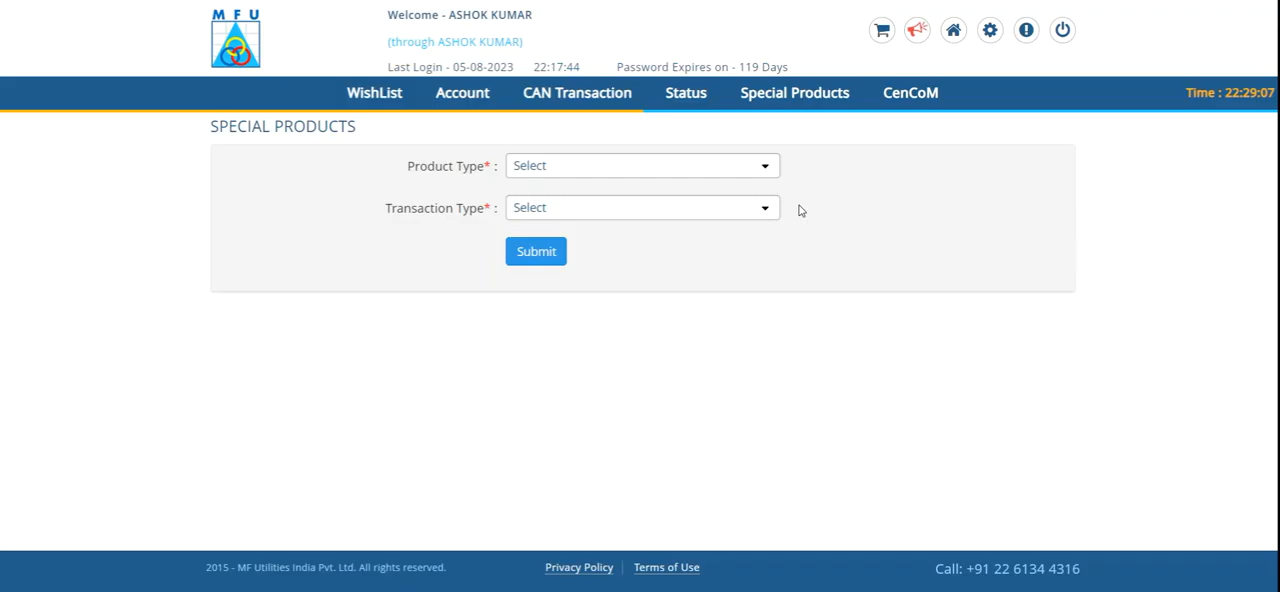 M F U
Welcome - ASHOK KUMAR
(through ASHOK KUMAR)
Last Login - 05-08-2023 22:17:44 Password Expires on - 119 Days
WishList Account CAN Transaction Status Special Products CenCoM Time : 22:29:07
SPECIAL PRODUCTS
Product Type* : Select
Transaction Type* : Select
Submit
2015 - MF Utilities India Pvt. Ltd. All rights reserved. Privacy Policy | Terms of Use Call: +91 22 6134 4316